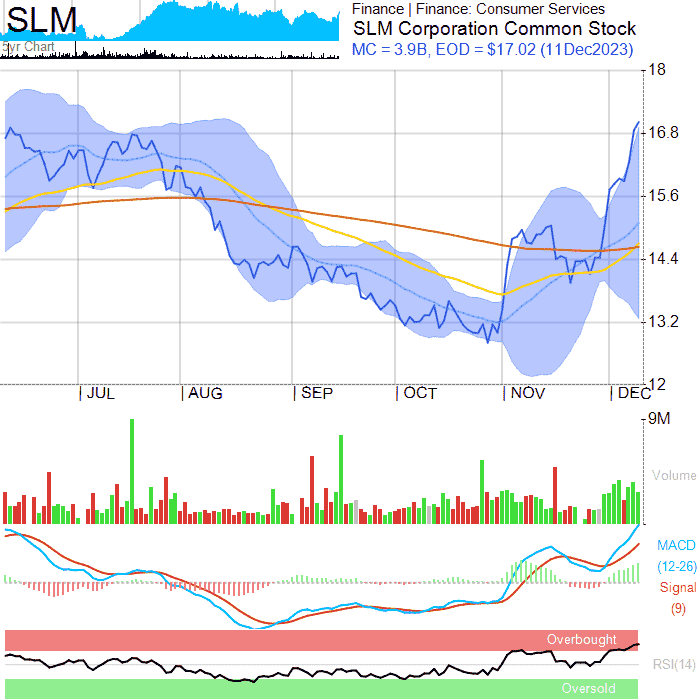 SLM
5yr Chart
Finance | Finance: Consumer Services
SLM Corporation Common Stock
MC = 3.9B, EOD = $17.02 (11Dec2023)
18
16.8
15.6
14.4
13.2
12
JUL
AUG
SEP
OCT
NOV
DEC
9M
Volume
MACD
(12-26)
Signal
(9)
Overbought
RSI(14)
Oversold